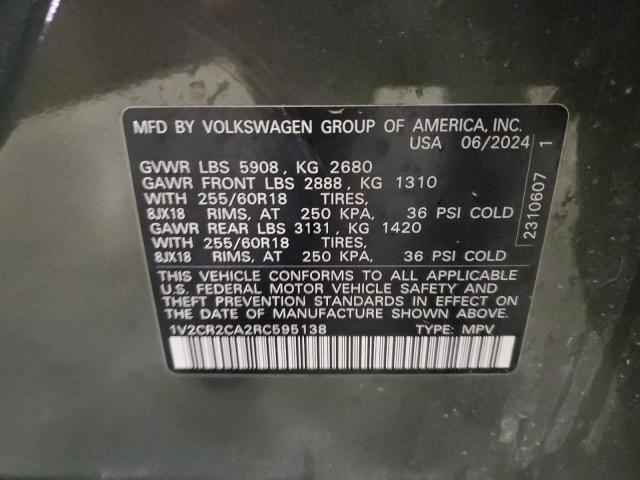 MFD BY VOLKSWAGEN GROUP OF AMERICA, INC.
USA 06/2024
GVWR LBS 5908, KG 2680
GAWR FRONT LBS 2888, KG 1310
WITH 255/60R18 TIRES,
8JX18 RIMS, AT 250 KPA, 36 PSI COLD
GAWR REAR LBS 3131, KG 1420
WITH 255/60R18 TIRES,
8JX18 RIMS, AT 250 KPA, 36 PSI COLD
THIS VEHICLE CONFORMS TO ALL APPLICABLE
U.S. FEDERAL MOTOR VEHICLE SAFETY AND
THEFT PREVENTION STANDARDS IN EFFECT ON
THE DATE OF MANUFACTURE SHOWN ABOVE.
1V2CR2CA2RC595138 TYPE: MPV
2310607 1